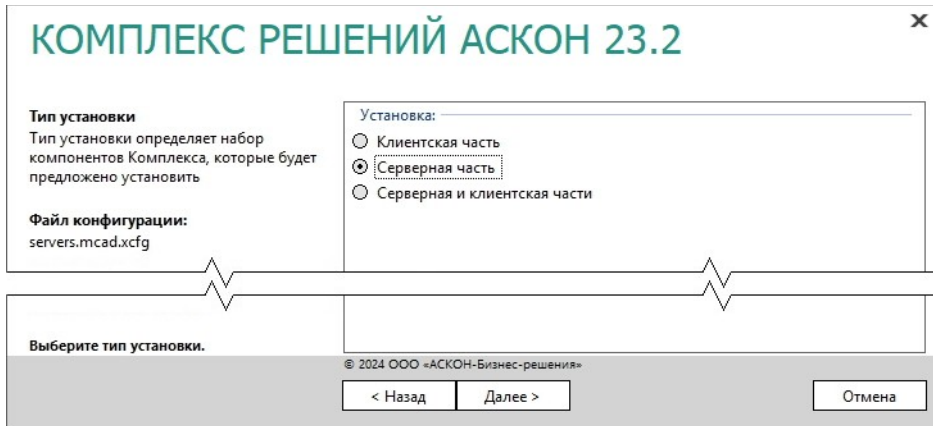 КОМПЛЕКС РЕШЕНИЙ АСКОН 23.2
x
Тип установки
Тип установки определяет набор
компонентов Комплекса, которые будет
предложено установить
Файл конфигурации:
servers.mcad.xcfg
Выберите тип установки.
Установка:
Клиентская часть
Серверная часть
Серверная и клиентская части
© 2024 ООО «АСКОН-Бизнес-решения»
< Назад
Далее >
Отмена